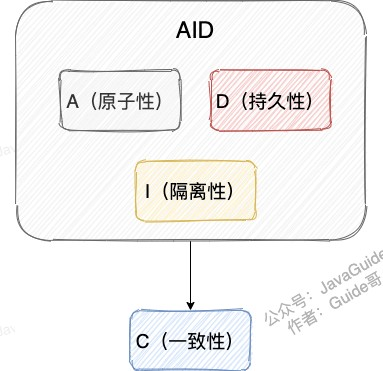 AID
A（原子性）
D（持久性）
I（隔离性）
C（一致性）
公众号：JavaGuide
作者：Guide哥